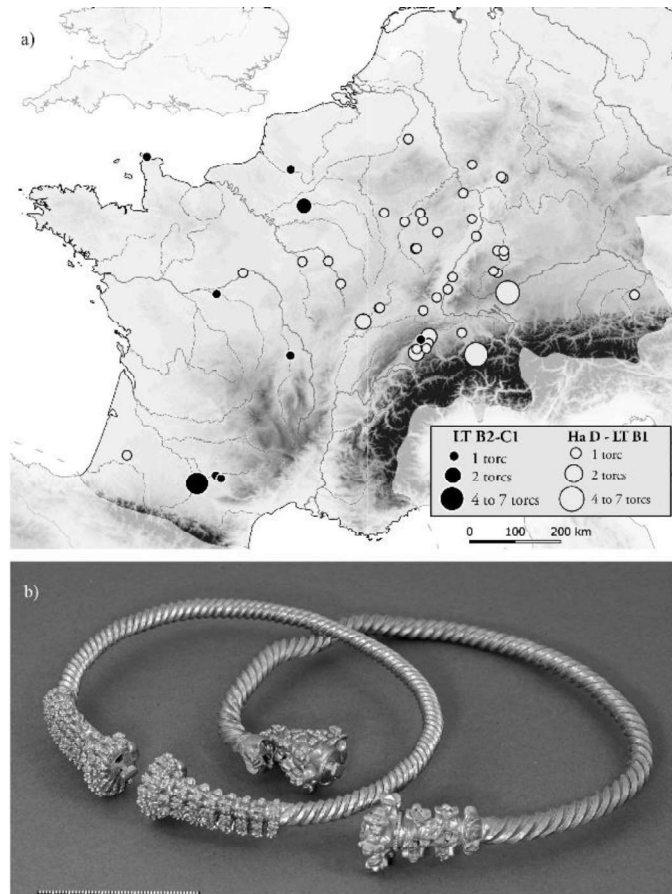 a)
LT B2-C1
1 torc
2 torcs
4 to 7 torcs
Ha D - LT B1
1 torc
2 torcs
4 to 7 torcs
0 100 200 km
b)